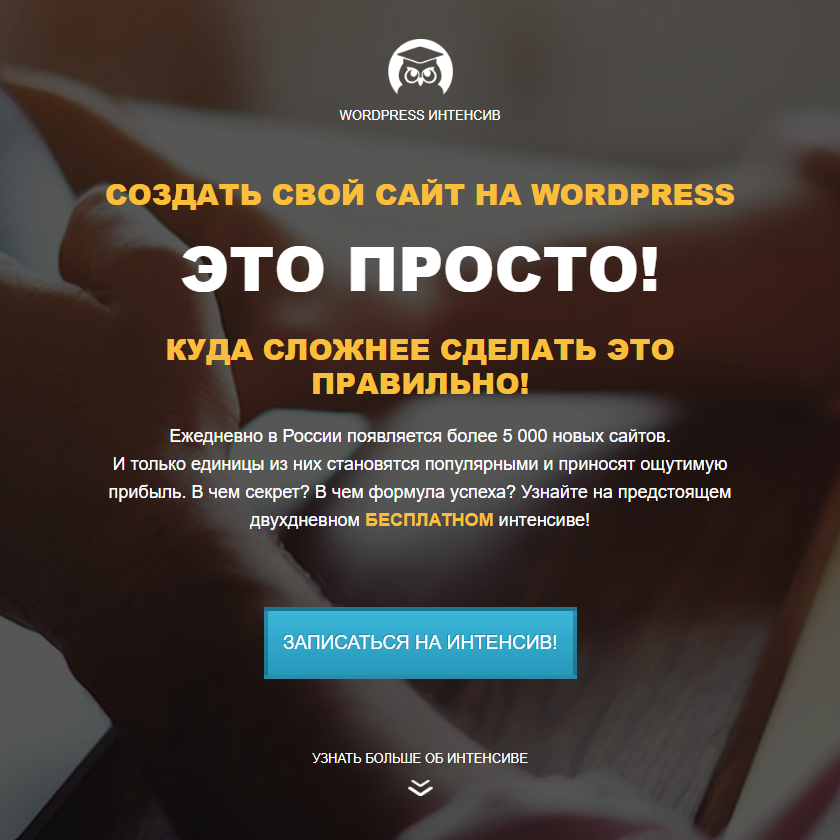 WORDPRESS ИНТЕНСИВ
СОЗДАТЬ СВОЙ САЙТ НА WORDPRESS
ЭТО ПРОСТО!
КУДА СЛОЖНЕЕ СДЕЛАТЬ ЭТО
ПРАВИЛЬНО!
Ежедневно в России появляется более 5 000 новых сайтов.
И только единицы из них становятся популярными и приносят ощутимую
прибыль. В чем секрет? В чем формула успеха? Узнайте на предстоящем
двухдневном БЕСПЛАТНОМ интенсиве!
ЗАПИСАТЬСЯ НА ИНТЕНСИВ!
УЗНАТЬ БОЛЬШЕ ОБ ИНТЕНСИВЕ